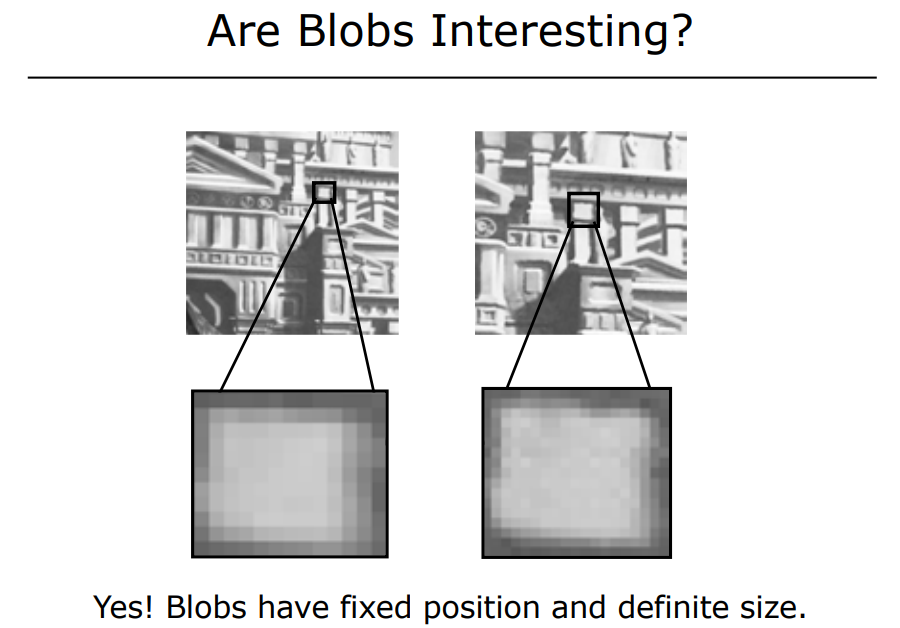 Are Blobs Interesting?
Yes! Blobs have fixed position and definite size.